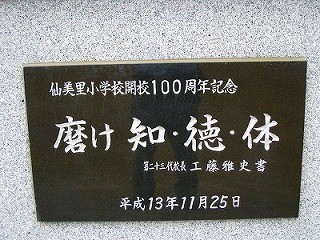 仙美里小学校開校100周年記念
磨け 知・徳・体
第二十三代校長 工藤雅史書
平成13年11月25日